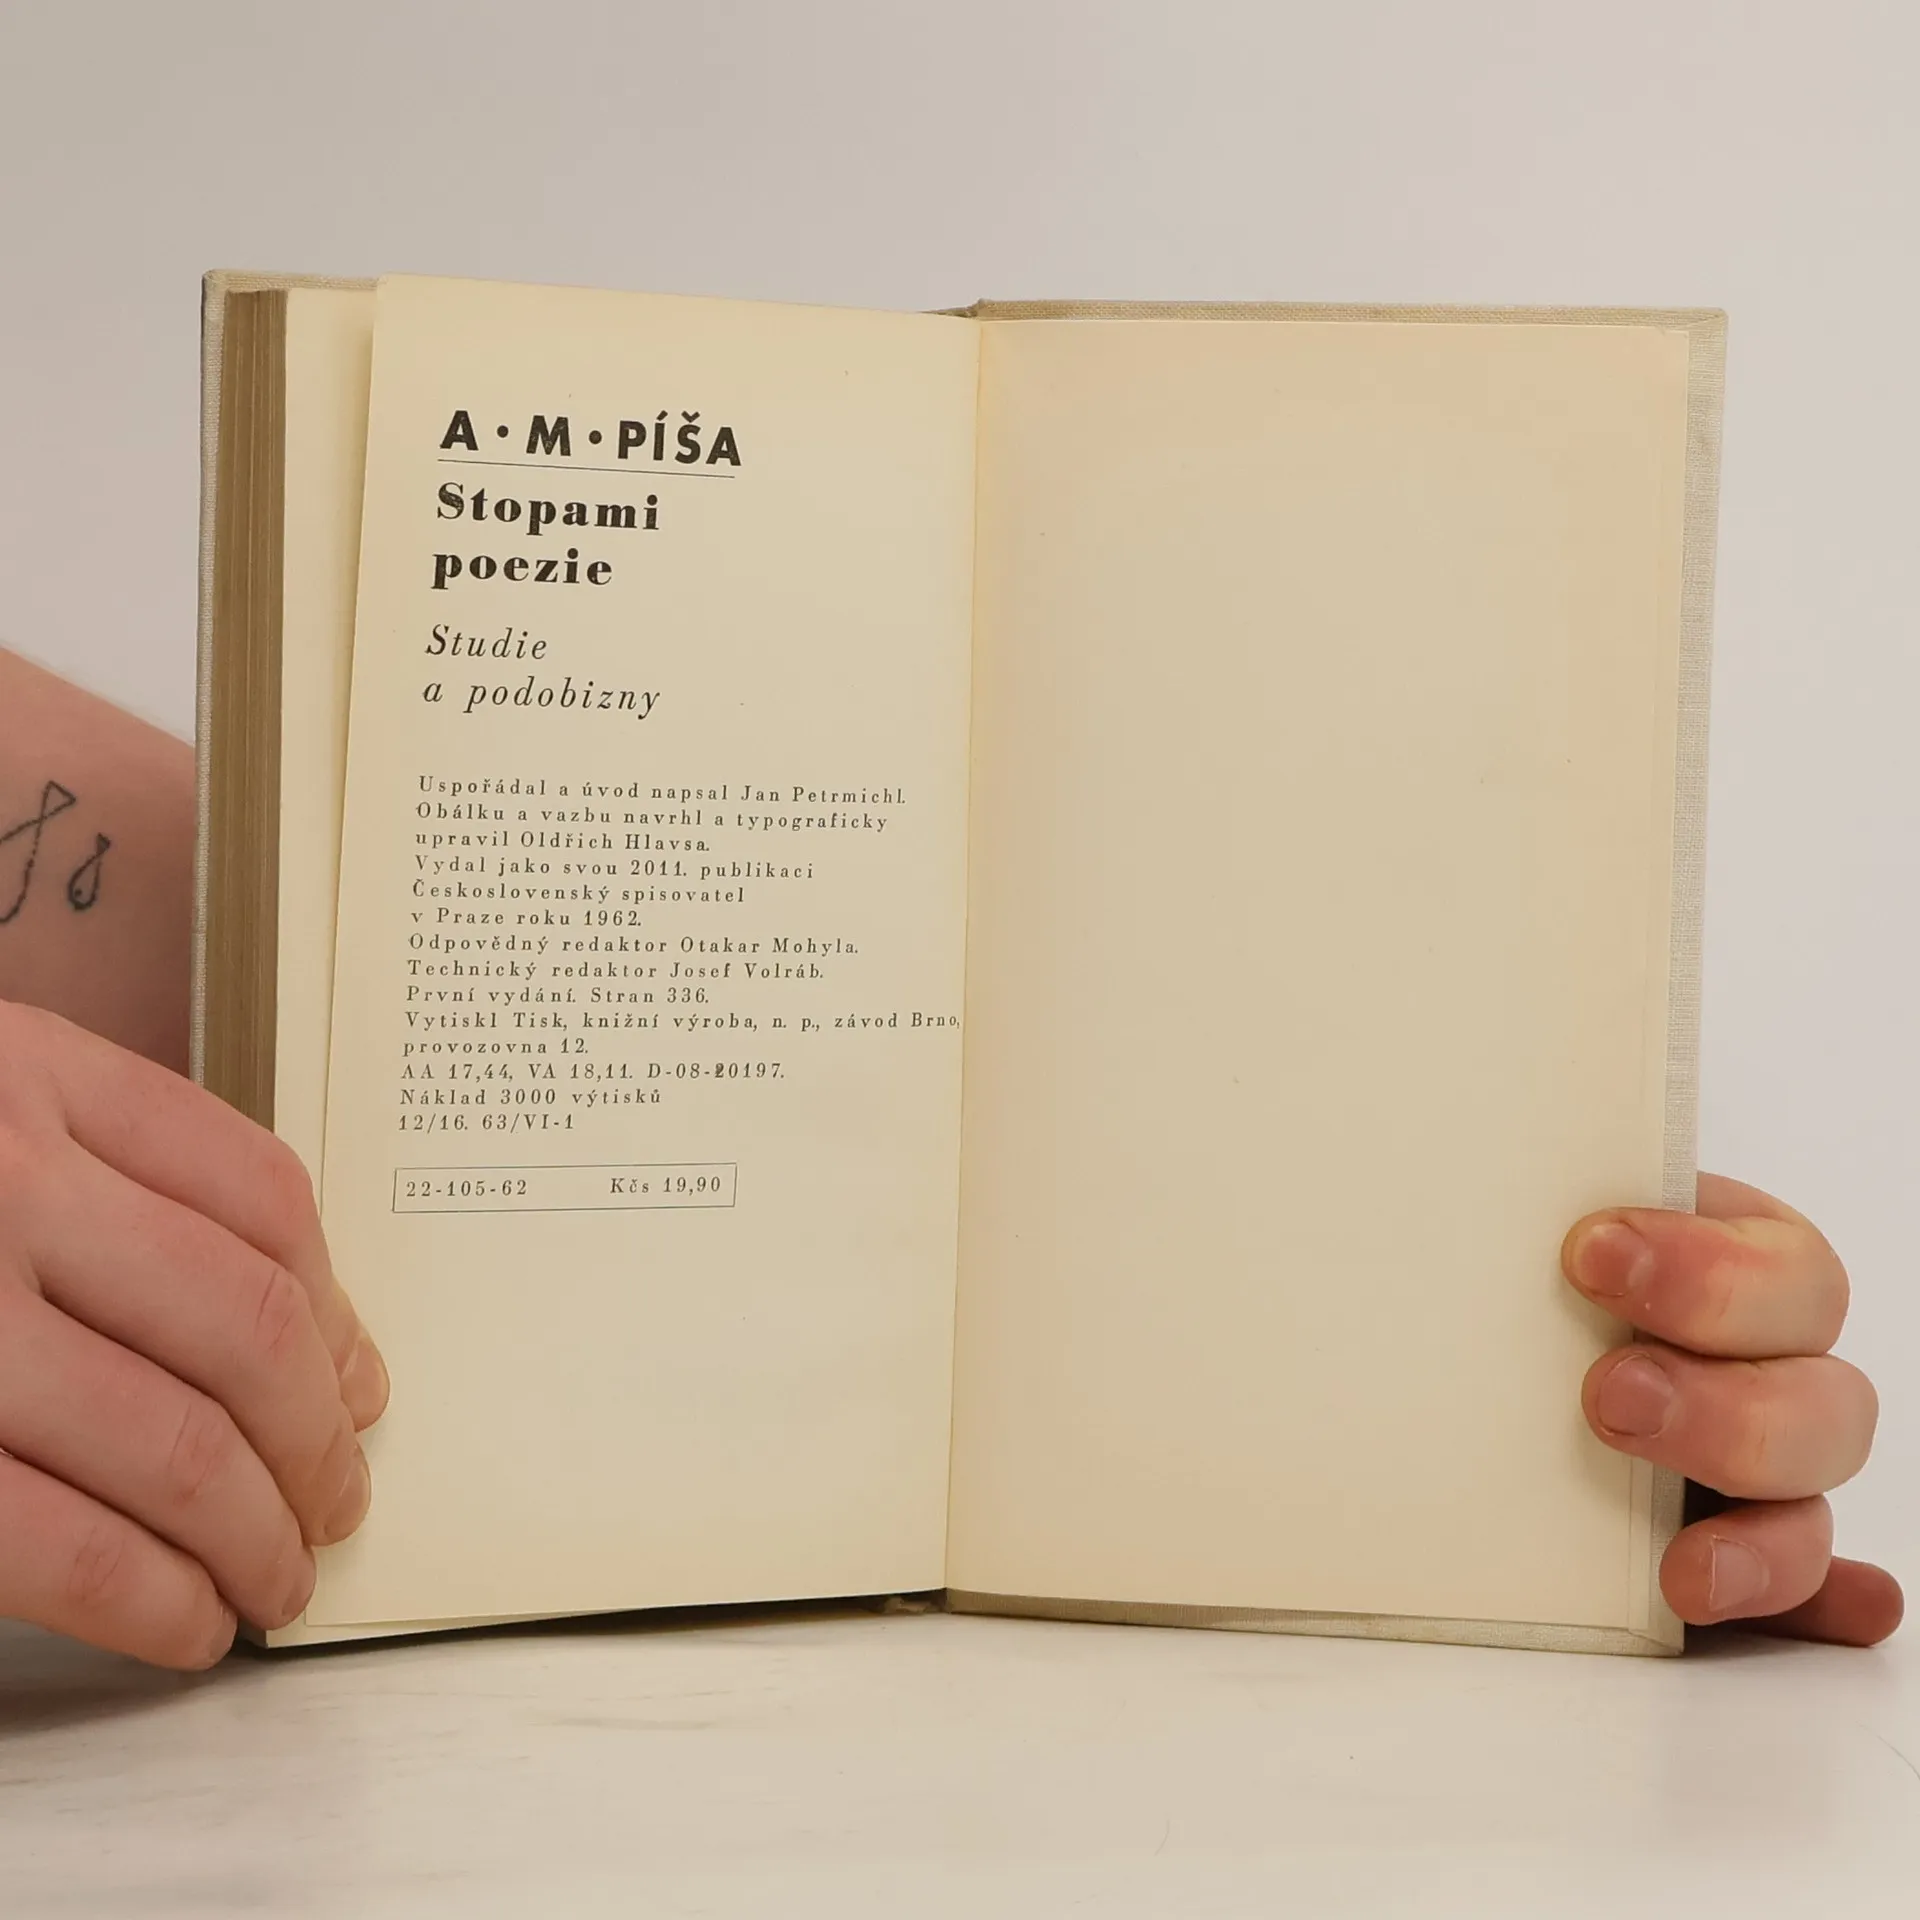 A·M·PÍŠA
Stopami
poezie
Studie
a podobizny
Uspořádal a úvod napsal Jan Petrmichl.
Obálku a vazbu navrhl a typograficky
upravil Oldřich Hlavsa.
Vydal jako svou 2011. publikaci
Československý spisovatel
v Praze roku 1962.
Odpovědný redaktor Otakar Mohyla.
Technický redaktor Josef Volráb.
První vydání. Stran 336.
Vytiskl Tisk, knižní výroba, n. p., závod Brno,
provozovna 12.
AA 17,44, VA 18,11. D-08-20197.
Náklad 3000 výtisků
12/16. 63/VI-1
22-105-62 Kčs 19,90